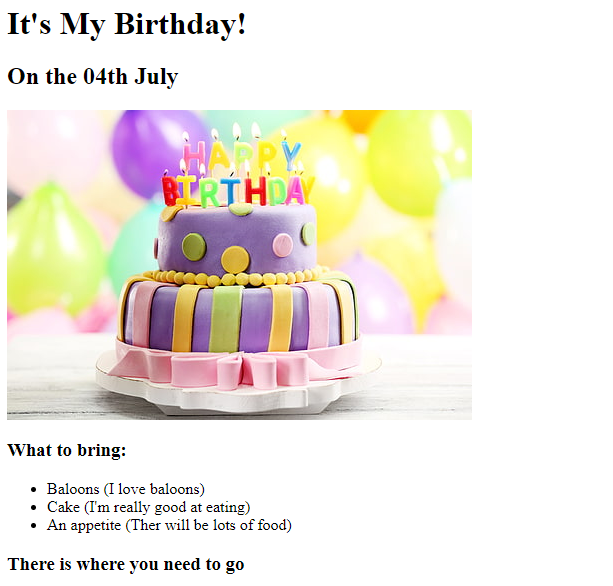 It's My Birthday!
On the 04th July
HAPPY
BIRTHDAY
What to bring:
Baloons (I love baloons)
Cake (I'm really good at eating)
An appetite (Ther will be lots of food)
There is where you need to go